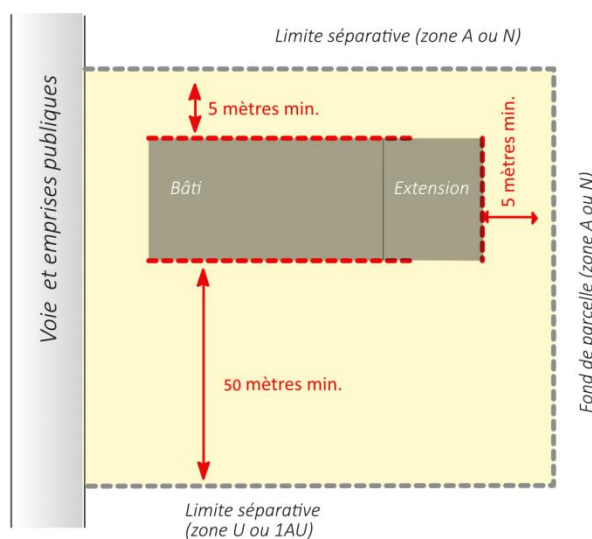 Limite séparative (zone A ou N)
Voie et emprises publiques
5 mètres min.
Bâti
Extension
5 mètres min.
Fond de parcelle (zone A ou N)
50 mètres min.
Limite séparative
(zone U ou 1AU)